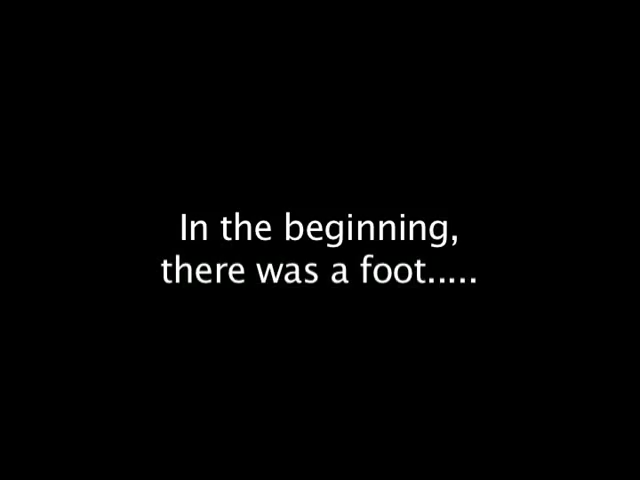 In the beginning,
there was a foot.....